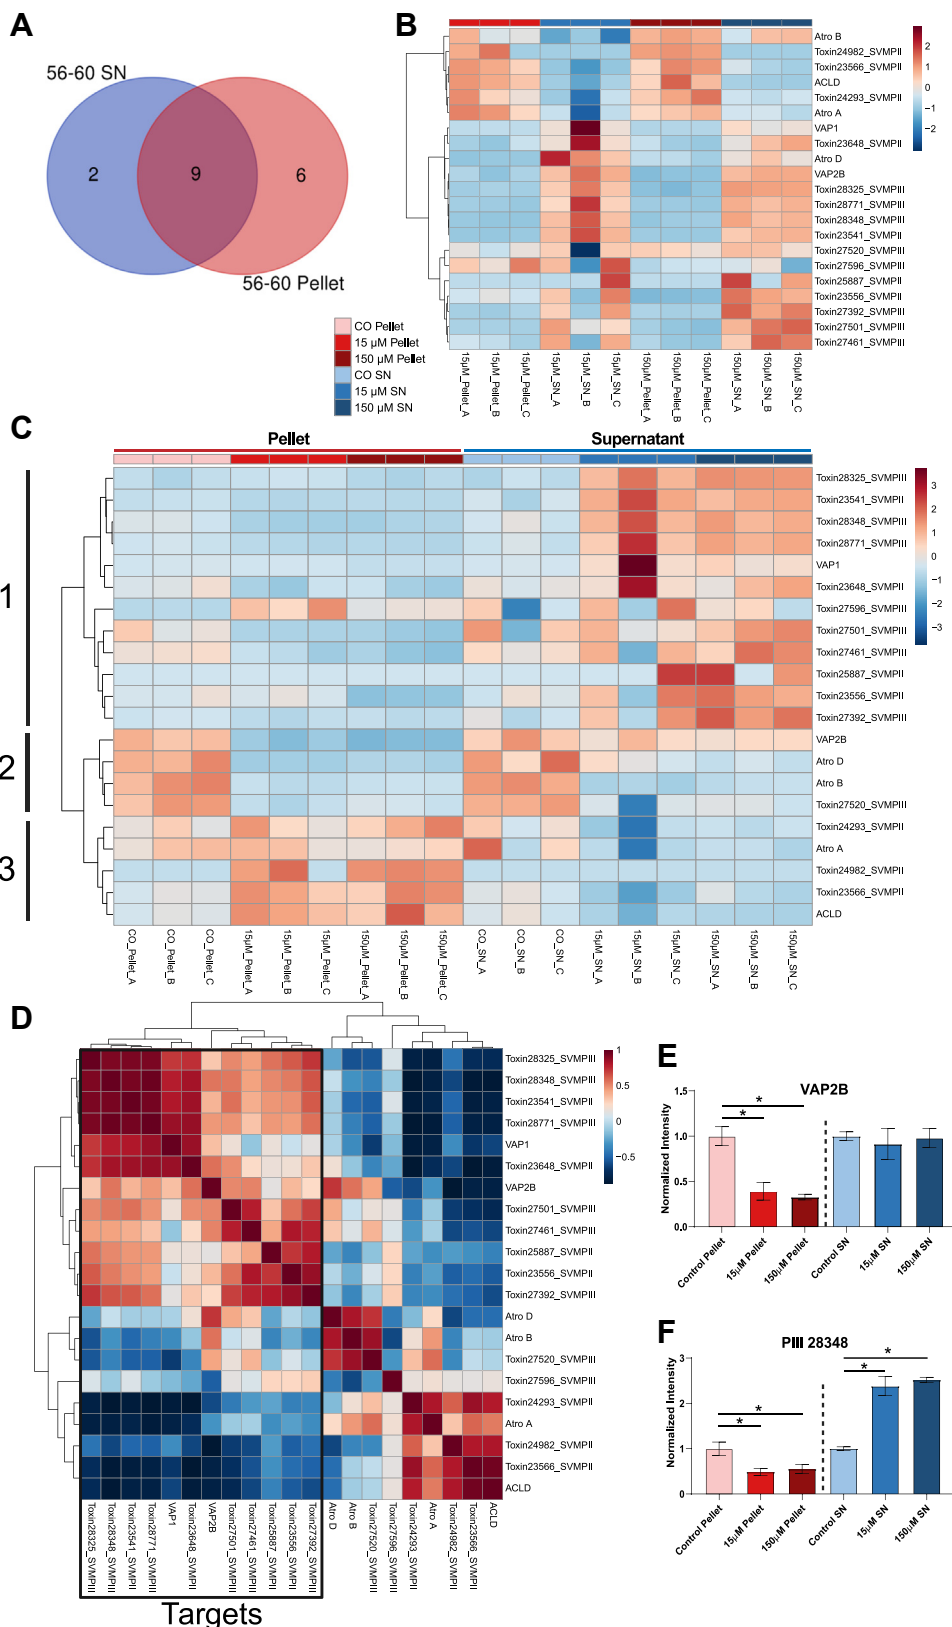 A
56-60 SN
2
9
6
56-60 Pellet
CO Pellet
15 µM Pellet
150 µM Pellet
CO SN
15 µM SN
150 µM SN
B
Atro B
Toxin24982_SVMPII
Toxin23566_SVMPII
ACLD
Toxin24293_SVMPII
Atro A
VAP1
Toxin23648_SVMPII
Atro D
VAP2B
Toxin28325_SVMPIII
Toxin28771_SVMPIII
Toxin28348_SVMPIII
Toxin23541_SVMPII
Toxin27520_SVMPIII
Toxin27596_SVMPIII
Toxin25887_SVMPII
Toxin23556_SVMPII
Toxin27392_SVMPIII
Toxin27501_SVMPIII
Toxin27461_SVMPIII
2
1
0
−1
−2
15µM_Pellet_A
15µM_Pellet_B
15µM_Pellet_C
15µM_SN_A
15µM_SN_B
15µM_SN_C
150µM_Pellet_A
150µM_Pellet_B
150µM_Pellet_C
150µM_SN_A
150µM_SN_B
150µM_SN_C
C
Pellet
Supernatant
1
2
3
Toxin28325_SVMPIII
Toxin23541_SVMPII
Toxin28348_SVMPIII
Toxin28771_SVMPIII
VAP1
Toxin23648_SVMPII
Toxin27596_SVMPIII
Toxin27501_SVMPIII
Toxin27461_SVMPIII
Toxin25887_SVMPII
Toxin23556_SVMPII
Toxin27392_SVMPIII
VAP2B
Atro D
Atro B
Toxin27520_SVMPIII
Toxin24293_SVMPII
Atro A
Toxin24982_SVMPII
Toxin23566_SVMPII
ACLD
3
2
1
0
−1
−2
−3
CO_Pellet_A
CO_Pellet_B
CO_Pellet_C
15µM_Pellet_A
15µM_Pellet_B
15µM_Pellet_C
150µM_Pellet_A
150µM_Pellet_B
150µM_Pellet_C
CO_SN_A
CO_SN_B
CO_SN_C
15µM_SN_A
15µM_SN_B
15µM_SN_C
150µM_SN_A
150µM_SN_B
150µM_SN_C
D
Toxin28325_SVMPIII
Toxin28348_SVMPIII
Toxin23541_SVMPII
Toxin28771_SVMPIII
VAP1
Toxin23648_SVMPII
VAP2B
Toxin27501_SVMPIII
Toxin27461_SVMPIII
Toxin25887_SVMPII
Toxin23556_SVMPII
Toxin27392_SVMPIII
Atro D
Atro B
Toxin27520_SVMPIII
Toxin27596_SVMPIII
Toxin24293_SVMPII
Atro A
Toxin24982_SVMPII
Toxin23566_SVMPII
ACLD
1
0.5
0
−0.5
Toxin28325_SVMPIII
Toxin28348_SVMPIII
Toxin23541_SVMPII
Toxin28771_SVMPIII
VAP1
Toxin23648_SVMPII
VAP2B
Toxin27501_SVMPIII
Toxin27461_SVMPIII
Toxin25887_SVMPII
Toxin23556_SVMPII
Toxin27392_SVMPIII
Atro D
Atro B
Toxin27520_SVMPIII
Toxin27596_SVMPIII
Toxin24293_SVMPII
Atro A
Toxin24982_SVMPII
Toxin23566_SVMPII
ACLD
Targets
E
VAP2B
Normalized Intensity
1.5
1.0
0.5
0.0
*
*
Control Pellet
15µM Pellet
150µM Pellet
Control SN
15µM SN
150µM SN
F
PIII 28348
Normalized Intensity
3
2
1
0
*
*
*
*
Control Pellet
15µM Pellet
150µM Pellet
Control SN
15µM SN
150µM SN